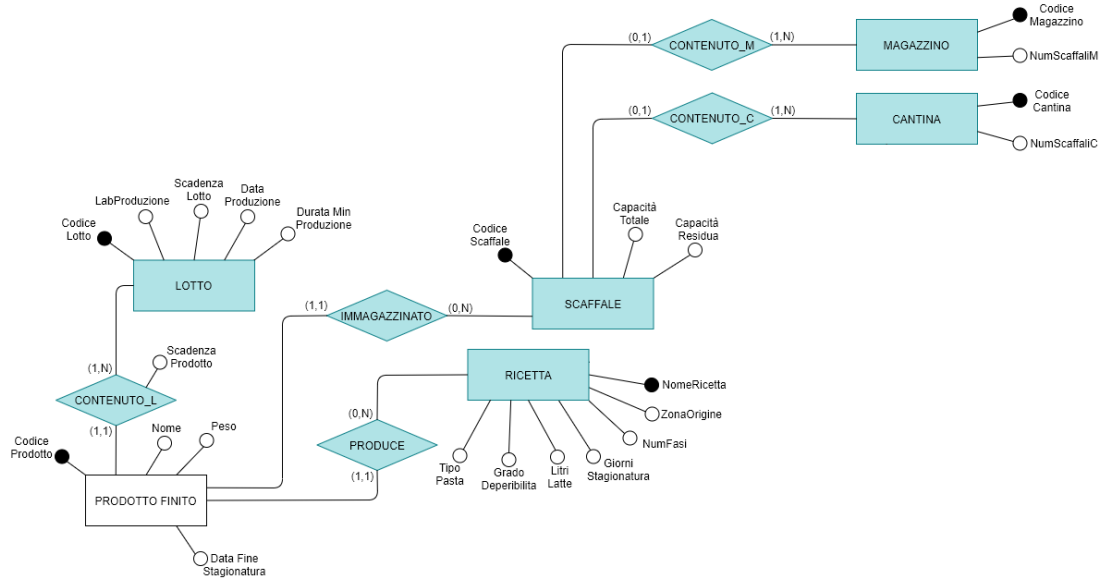 Codice
Magazzino
(0,1)
CONTENUTO_M
(1,N)
MAGAZZINO
NumScaffaliM
Codice
Cantina
(0,1)
CONTENUTO_C
(1,N)
CANTINA
NumScaffaliC
LabProduzione
Scadenza
Lotto
Data
Produzione
Durata Min
Produzione
Codice
Lotto
LOTTO
Codice
Scaffale
Capacità
Totale
Capacità
Residua
SCAFFALE
(1,1)
IMMAGAZZINATO
(0,N)
(1,N)
Scadenza
Prodotto
CONTENUTO_L
(1,1)
RICETTA
NomeRicetta
ZonaOrigine
NumFasi
Giorni
Stagionatura
Litri
Latte
Grado
Deperibilita
Tipo
Pasta
(0,N)
PRODUCE
(1,1)
Codice
Prodotto
Nome
Peso
PRODOTTO FINITO
Data Fine
Stagionatura